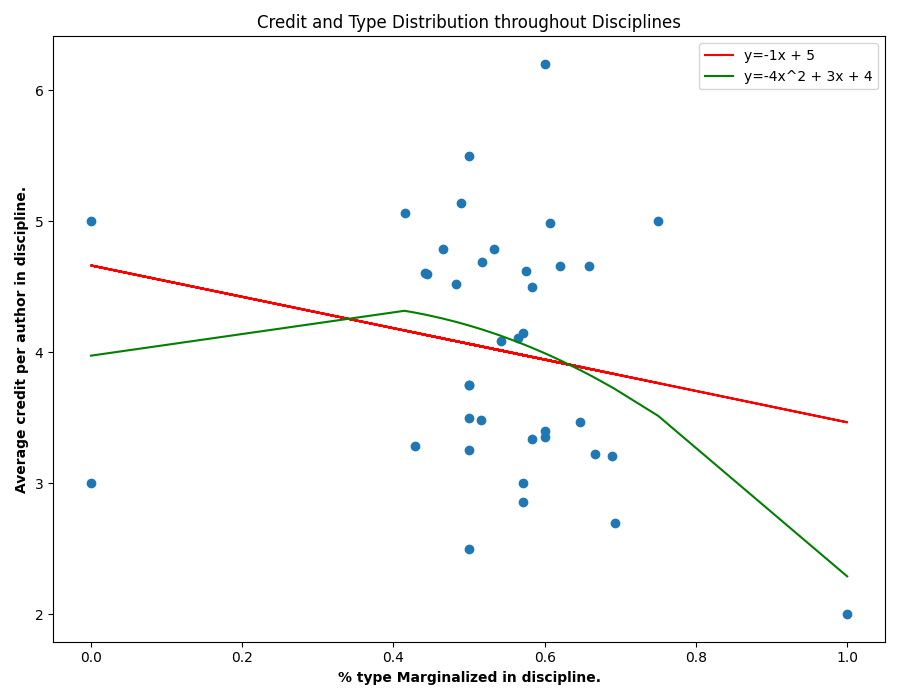 Credit and Type Distribution throughout Disciplines
y=-1x + 5
y=-4x^2 + 3x + 4
Average credit per author in discipline.
6
5
4
3
2
0.0 0.2 0.4 0.6 0.8 1.0
% type Marginalized in discipline.